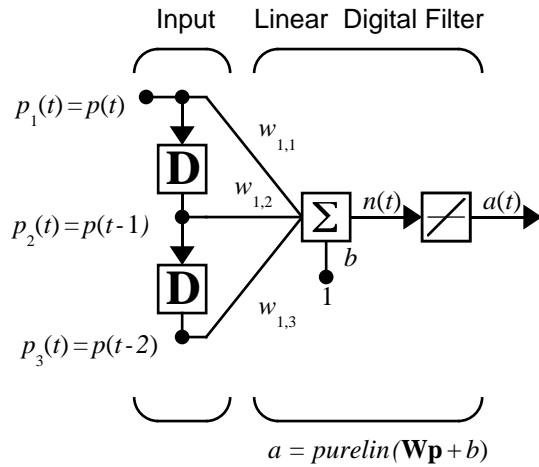 Input Linear Digital Filter
p₁(t) = p(t)
w₁,₁
D
w₁,₂
p₂(t) = p(t-1)
Σ n(t) a(t)
b
D
1
w₁,₃
p₃(t) = p(t-2)
a = purelin(Wp + b)